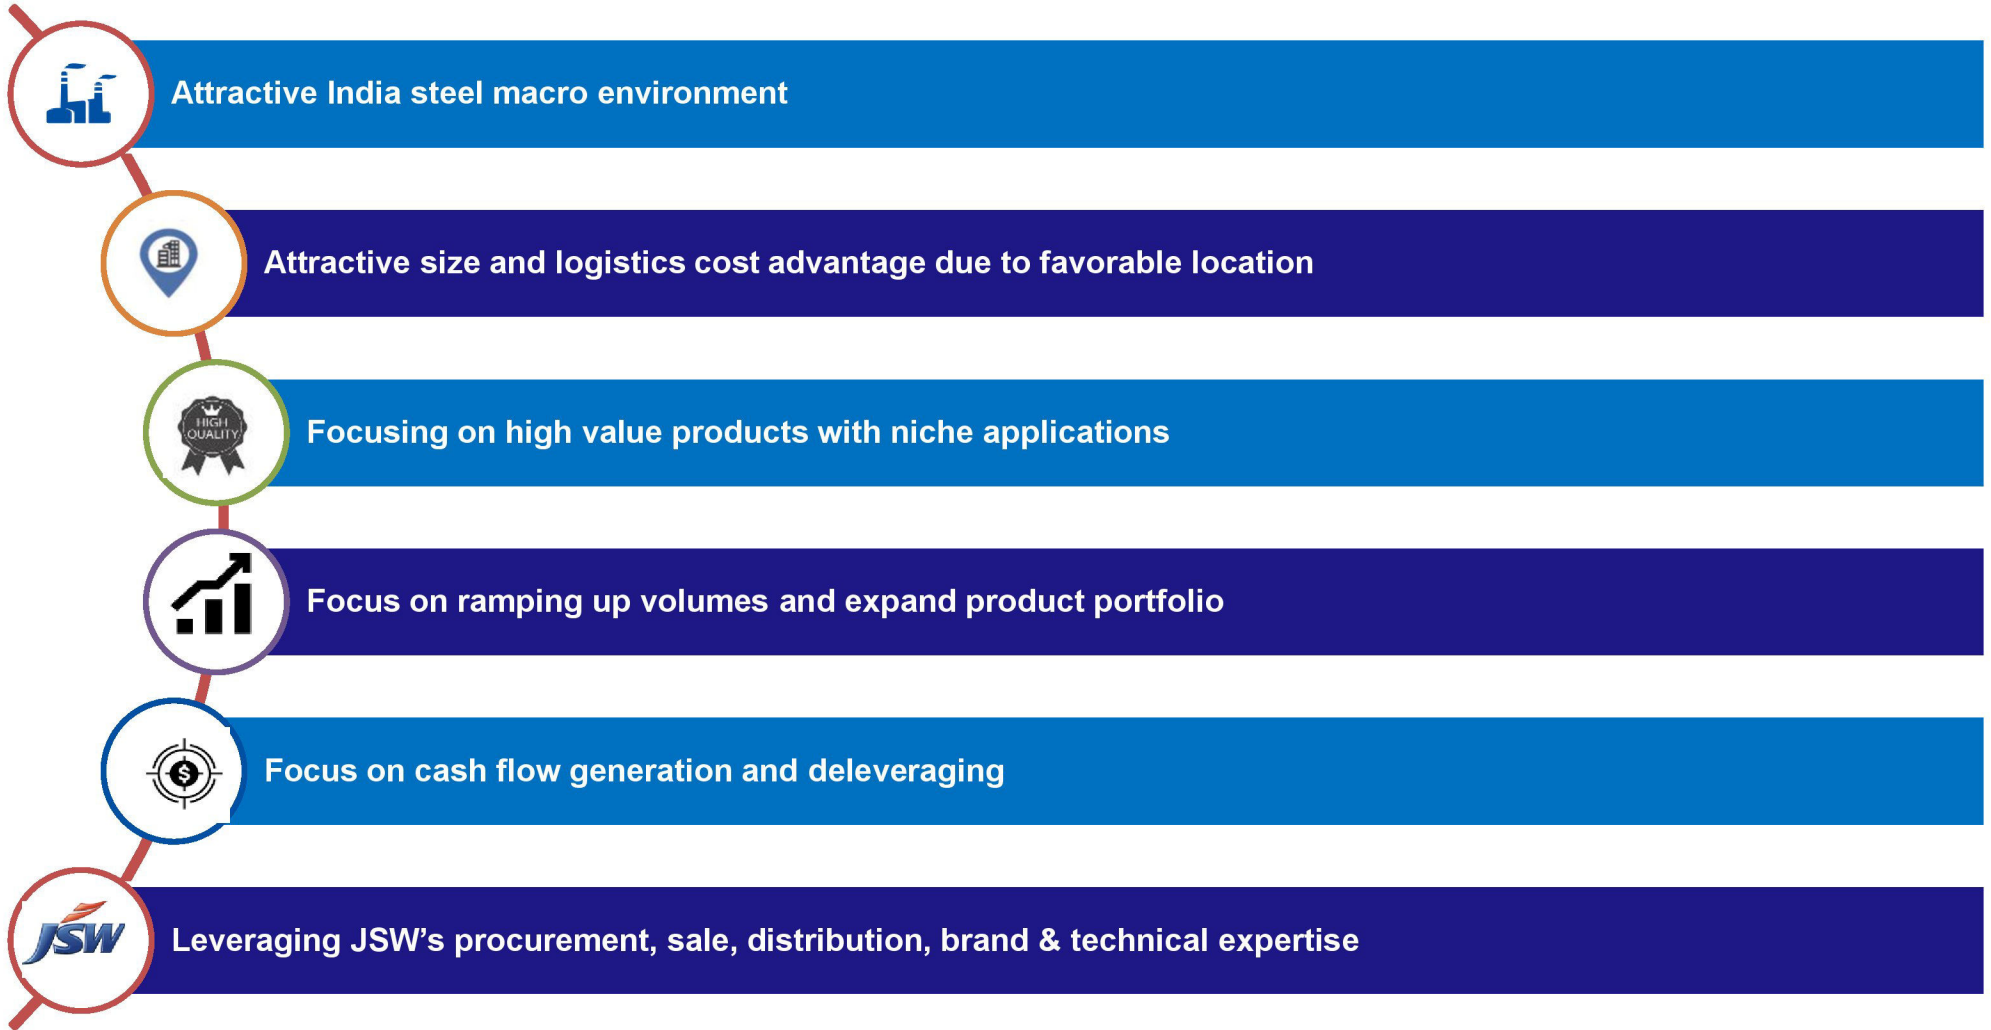 Attractive India steel macro environment
Attractive size and logistics cost advantage due to favorable location
HIGH
QUALITY
Focusing on high value products with niche applications
Focus on ramping up volumes and expand product portfolio
$
Focus on cash flow generation and deleveraging
JSW
Leveraging JSW’s procurement, sale, distribution, brand & technical expertise